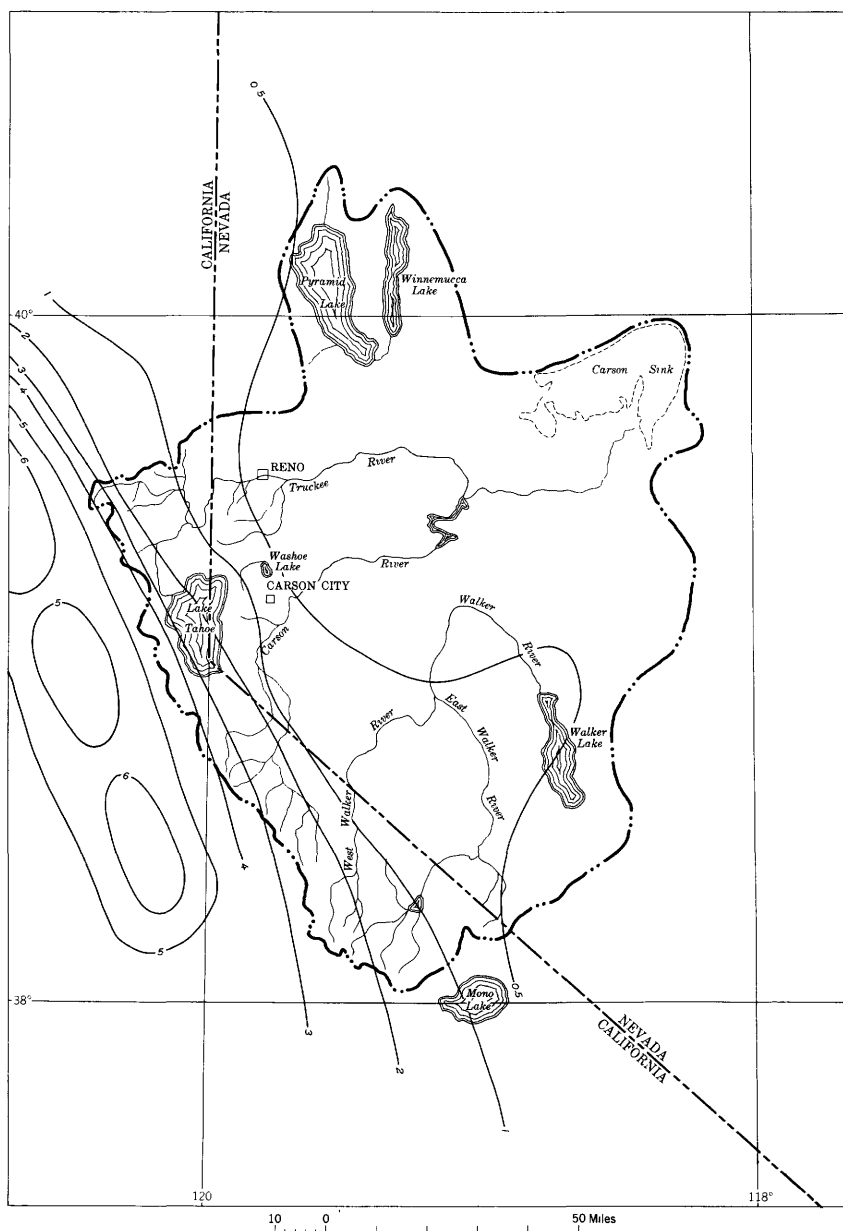 0.5
CALIFORNIA
NEVADA
1
Pyramid
Lake
Winnemucca
Lake
40°
2
3
4
5
6
Carson Sink
RENO
Truckee River
Washoe
Lake
CARSON CITY
River
Carson
Lake
Tahoe
5
Walker
River
East
Walker
River
River
Walker
West
Walker
Lake
6
4
5
38°
Mono
Lake
0.5
3
2
1
NEVADA
CALIFORNIA
120
118°
10 0 50 Miles